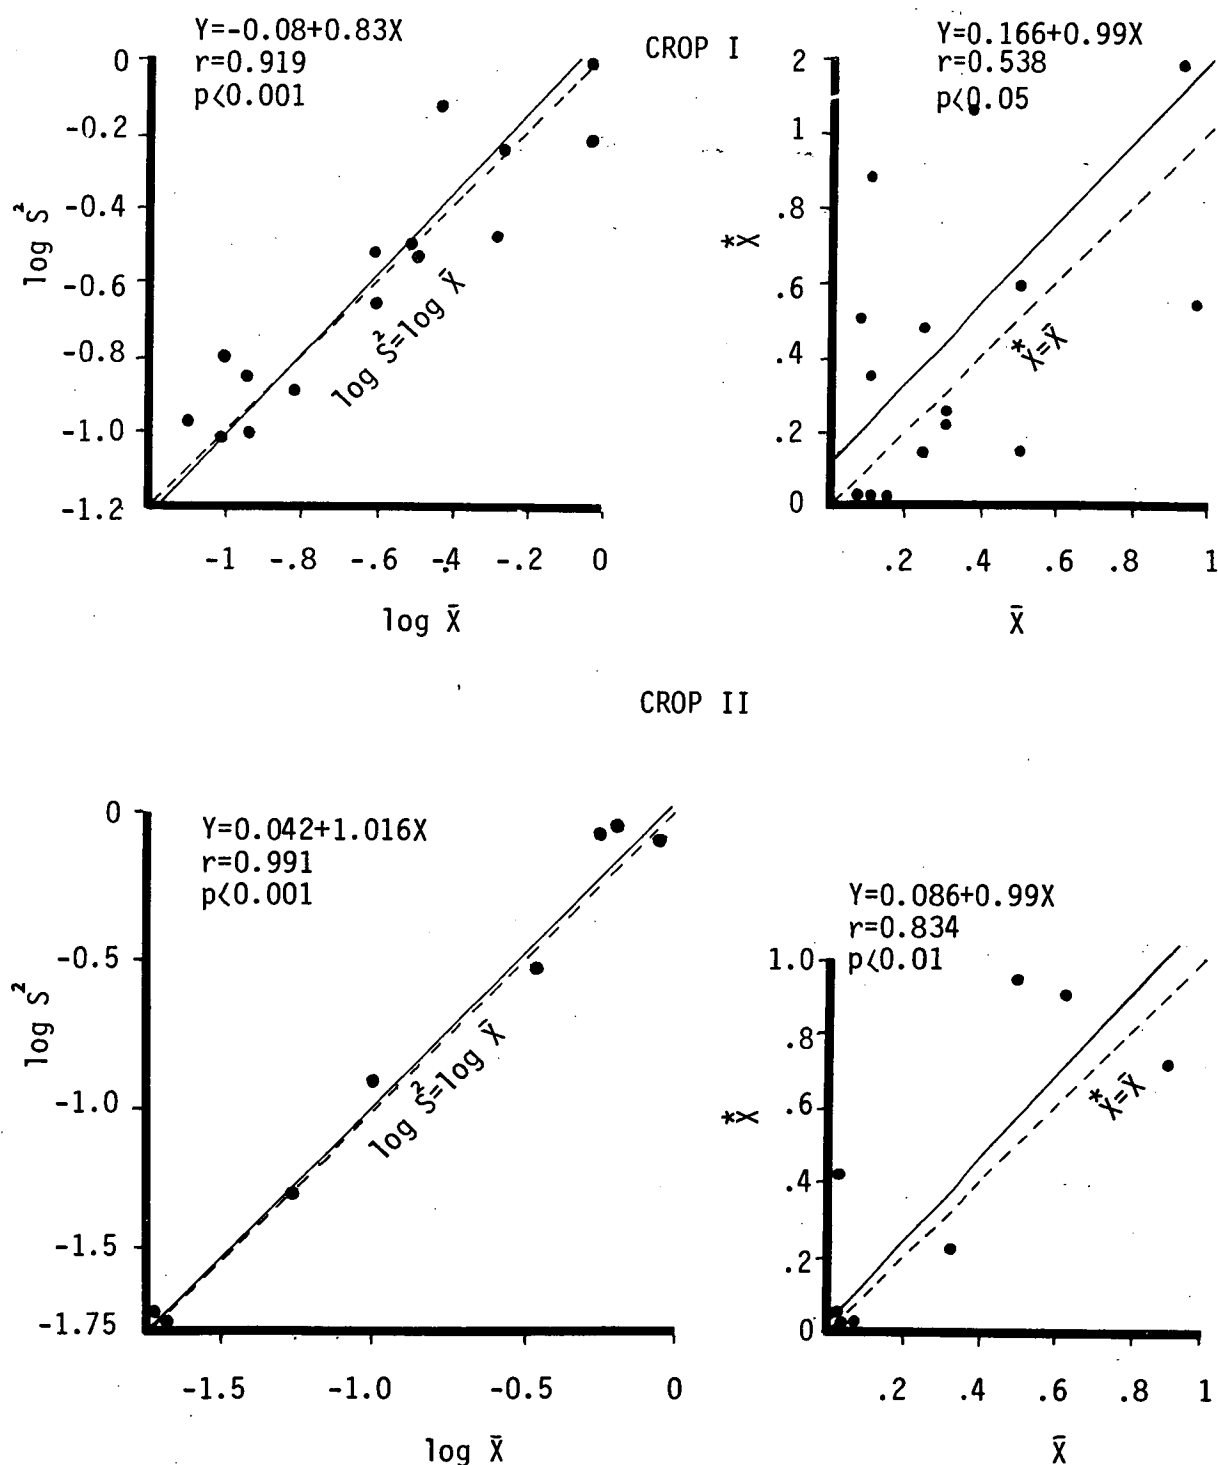 CROP I
Y=-0.08+0.83X
r=0.919
p<0.001
0
-0.2
-0.4
-0.6
-0.8
-1.0
-1.2
log S²
log S²=log X̄
-1 -.8 -.6 -.4 -.2 0
log X̄
Y=0.166+0.99X
r=0.538
p<0.05
2
1
.8
.6
.4
.2
0
*X
*X=X̄
.2 .4 .6 .8 1
X̄
CROP II
Y=0.042+1.016X
r=0.991
p<0.001
0
-0.5
-1.0
-1.5
-1.75
log S²
log S²=log X̄
-1.5 -1.0 -0.5 0
log X̄
Y=0.086+0.99X
r=0.834
p<0.01
1.0
.8
.6
.4
.2
0
*X
*X=X̄
.2 .4 .6 .8 1
X̄